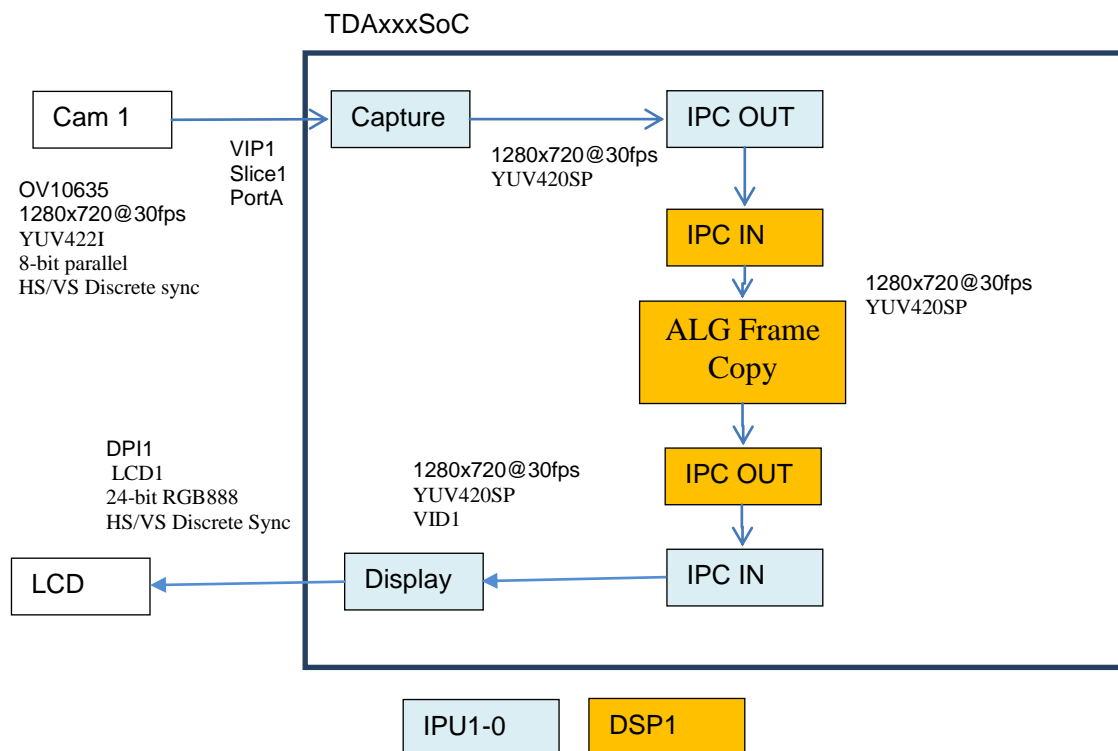 TDAxxxSoC
Cam 1
Capture
IPC OUT
VIP1
Slice1
PortA
1280x720@30fps
YUV420SP
OV10635
1280x720@30fps
YUV422I
8-bit parallel
HS/VS Discrete sync
IPC IN
1280x720@30fps
YUV420SP
ALG Frame
Copy
DPI1
LCD1
24-bit RGB888
HS/VS Discrete Sync
1280x720@30fps
YUV420SP
VID1
IPC OUT
LCD
Display
IPC IN
IPU1-0
DSP1